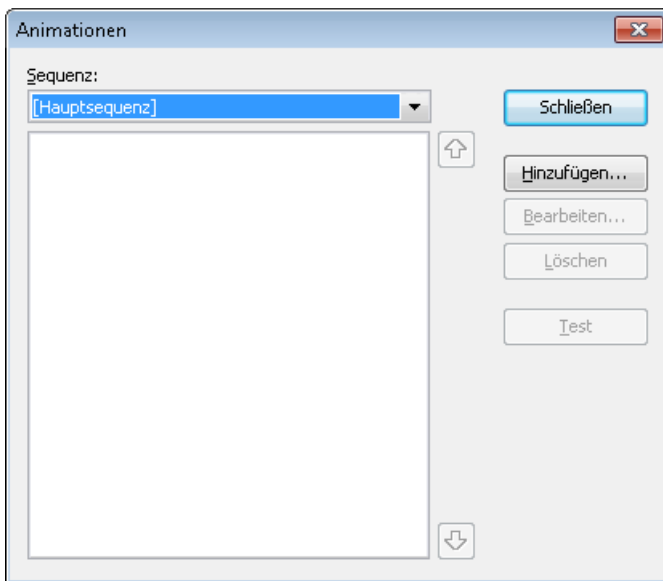 Animationen
Sequenz:
[Hauptsequenz]
Schließen
Hinzufügen...
Bearbeiten...
Löschen
Test